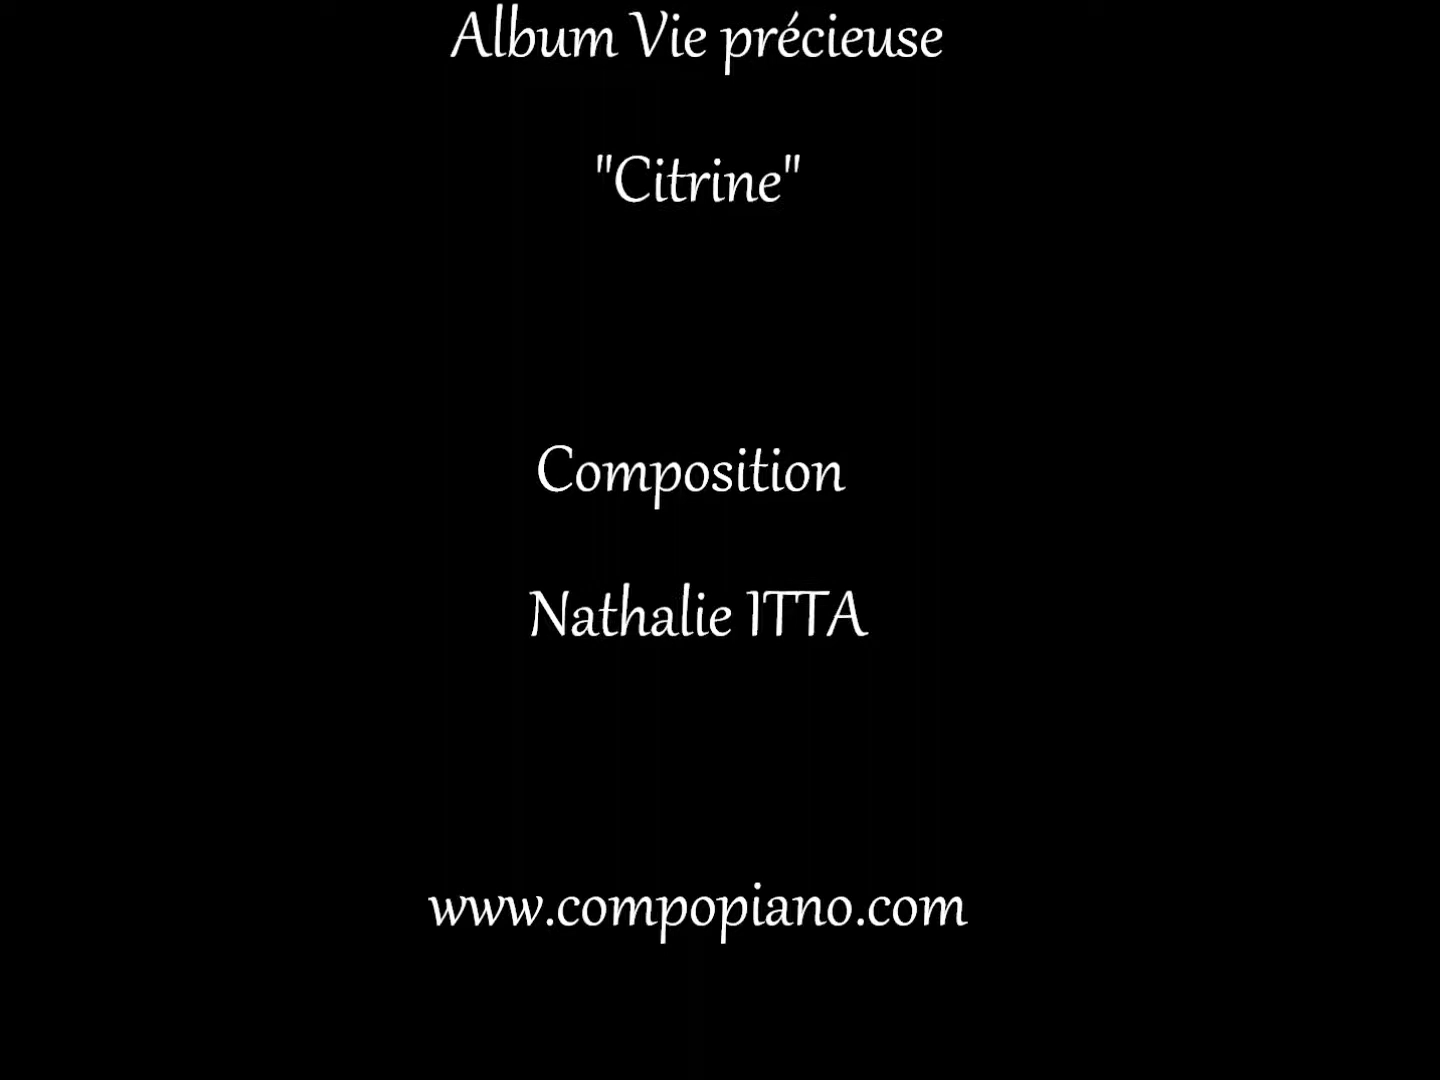 Album Vie précieuse
"Citrine"
Composition
Nathalie ITTA
www.compopiano.com